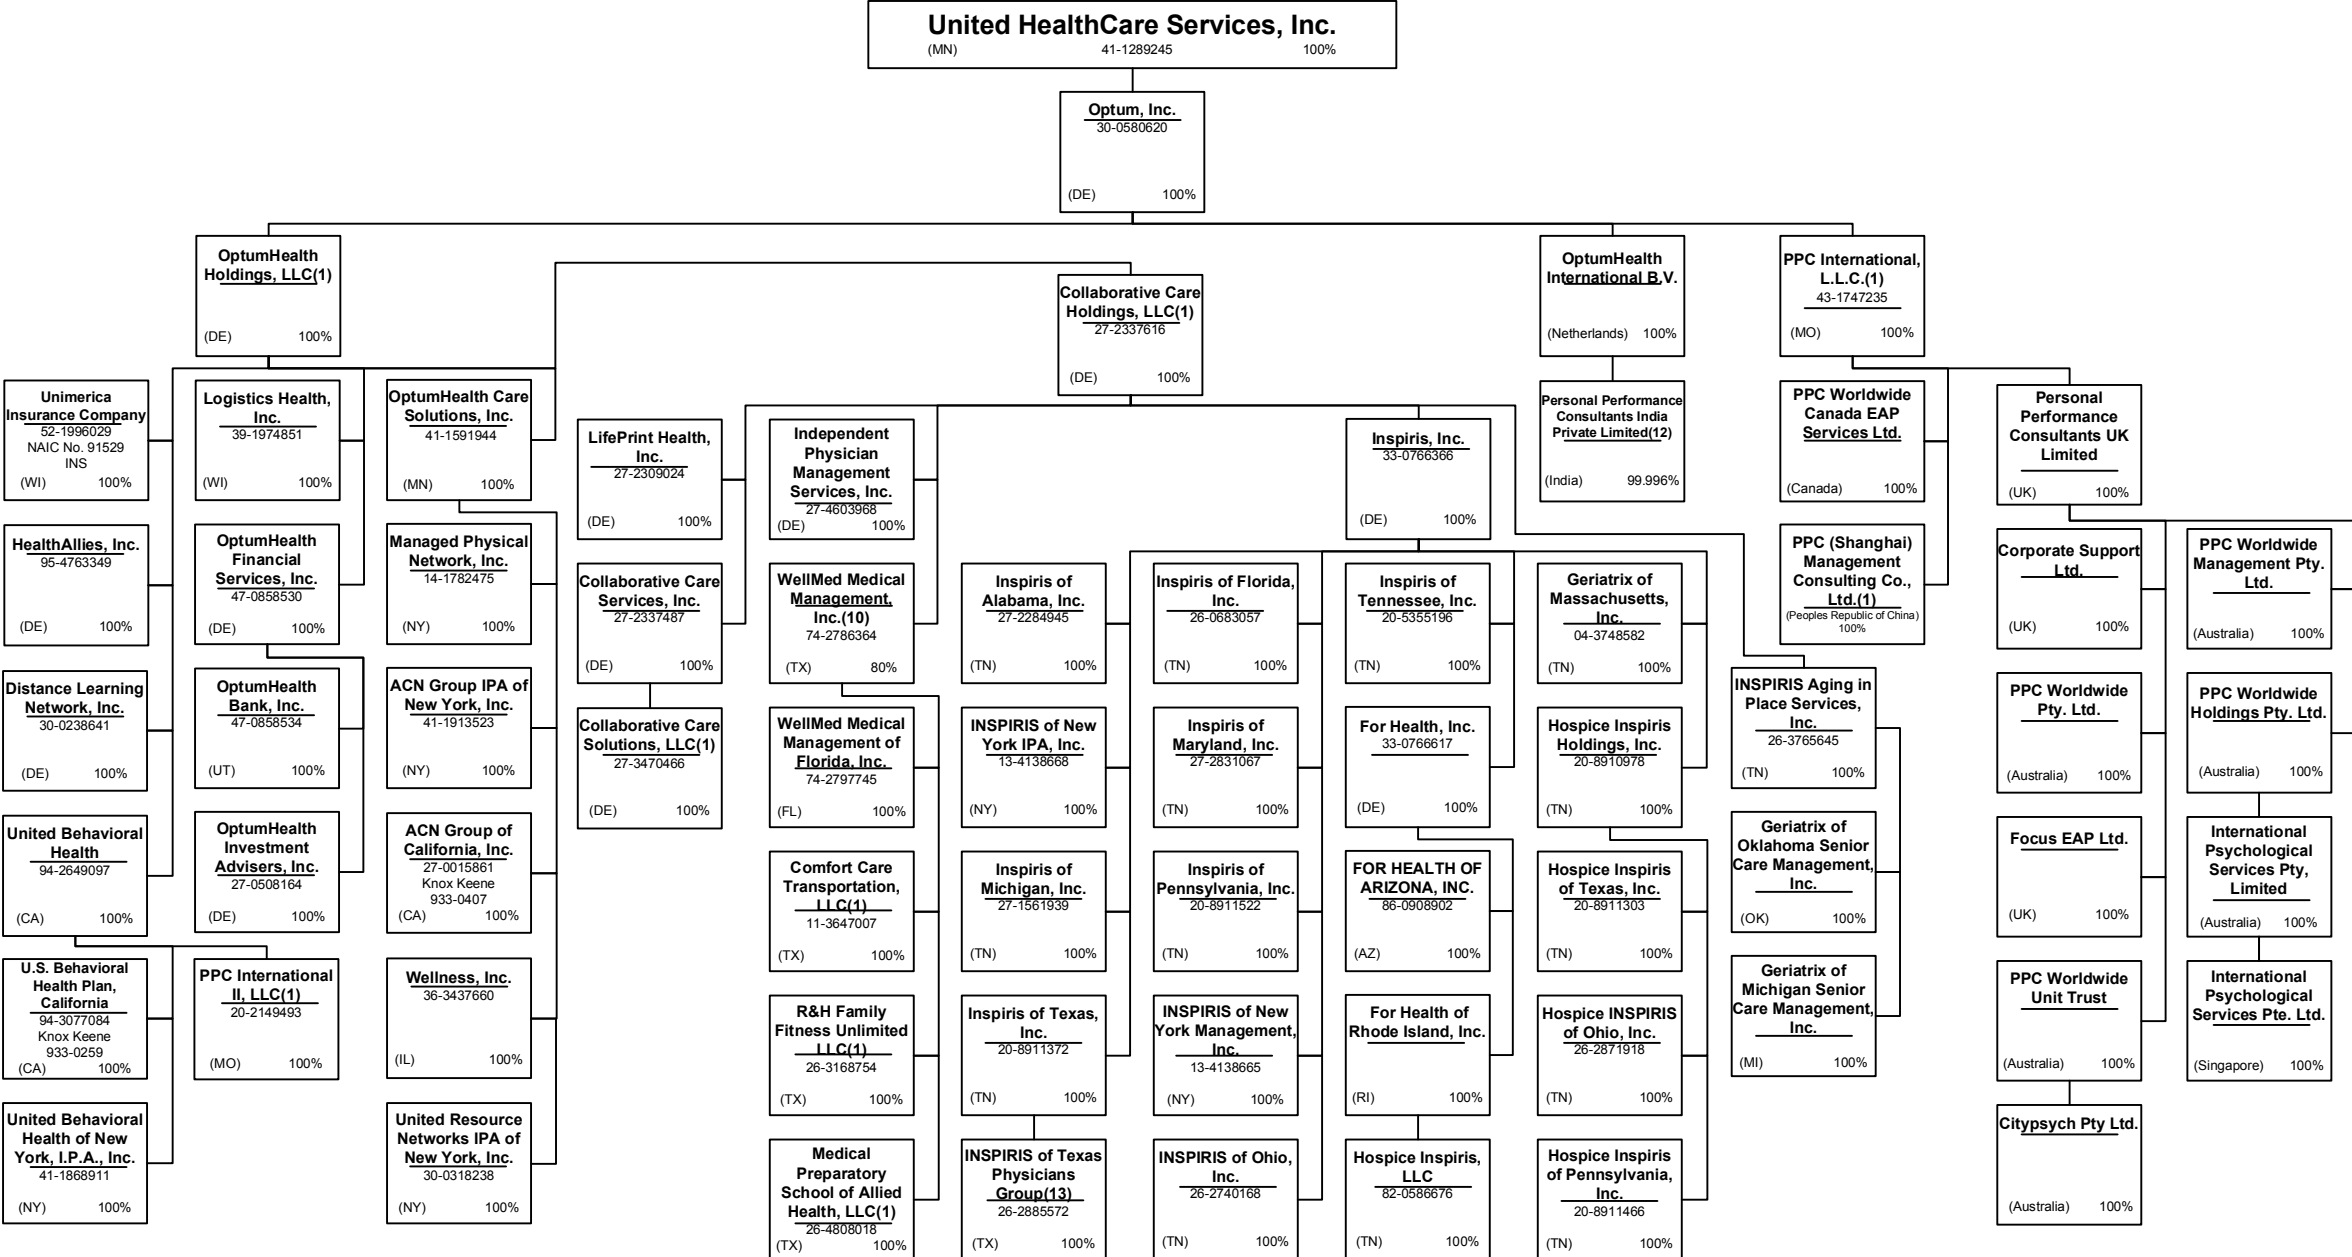 United HealthCare Services, Inc.
(MN) 41-1289245 100%
Optum, Inc.
30-0580620
(DE) 100%
OptumHealth
Holdings, LLC(1)
(DE) 100%
Collaborative Care
Holdings, LLC(1)
27-2337616
(DE) 100%
OptumHealth
International B.V.
(Netherlands) 100%
PPC International,
L.L.C.(1)
43-1747235
(MO) 100%
Unimerica
Insurance Company
52-1996029
NAIC No. 91529
INS
(WI) 100%
Logistics Health,
Inc.
39-1974851
(WI) 100%
OptumHealth Care
Solutions, Inc.
41-1591944
(MN) 100%
LifePrint Health,
Inc.
27-2309024
(DE) 100%
Independent
Physician
Management
Services, Inc.
27-4603968
(DE) 100%
Inspiris, Inc.
33-0766366
(DE) 100%
Personal Performance
Consultants India
Private Limited(12)
(India) 99.996%
PPC Worldwide
Canada EAP
Services Ltd.
(Canada) 100%
Personal
Performance
Consultants UK
Limited
(UK) 100%
HealthAllies, Inc.
95-4763349
(DE) 100%
OptumHealth
Financial
Services, Inc.
47-0858530
(DE) 100%
Managed Physical
Network, Inc.
14-1782475
(NY) 100%
Collaborative Care
Services, Inc.
27-2337487
(DE) 100%
WellMed Medical
Management,
Inc.(10)
74-2786364
(TX) 80%
Inspiris of
Alabama, Inc.
27-2284945
(TN) 100%
Inspiris of Florida,
Inc.
26-0683057
(TN) 100%
Inspiris of
Tennessee, Inc.
20-5355196
(TN) 100%
Geriatrix of
Massachusetts,
Inc.
04-3748582
(TN) 100%
PPC (Shanghai)
Management
Consulting Co.,
Ltd.(1)
(Peoples Republic of China)
100%
Corporate Support
Ltd.
(UK) 100%
PPC Worldwide
Management Pty.
Ltd.
(Australia) 100%
Distance Learning
Network, Inc.
30-0238641
(DE) 100%
OptumHealth
Bank, Inc.
47-0858534
(UT) 100%
ACN Group IPA of
New York, Inc.
41-1913523
(NY) 100%
Collaborative Care
Solutions, LLC(1)
27-3470466
(DE) 100%
WellMed Medical
Management of
Florida, Inc.
74-2797745
(FL) 100%
INSPIRIS of New
York IPA, Inc.
13-4138668
(NY) 100%
Inspiris of
Maryland, Inc.
27-2831067
(TN) 100%
For Health, Inc.
33-0766617
(DE) 100%
Hospice Inspiris
Holdings, Inc.
20-8910978
(TN) 100%
INSPIRIS Aging in
Place Services,
Inc.
26-3765645
(TN) 100%
PPC Worldwide
Pty. Ltd.
(Australia) 100%
PPC Worldwide
Holdings Pty. Ltd.
(Australia) 100%
United Behavioral
Health
94-2649097
(CA) 100%
OptumHealth
Investment
Advisers, Inc.
27-0508164
(DE) 100%
ACN Group of
California, Inc.
27-0015861
Knox Keene
933-0407
(CA) 100%
Comfort Care
Transportation,
LLC(1)
11-3647007
(TX) 100%
Inspiris of
Michigan, Inc.
27-1561939
(TN) 100%
Inspiris of
Pennsylvania, Inc.
20-8911522
(TN) 100%
FOR HEALTH OF
ARIZONA, INC.
86-0908902
(AZ) 100%
Hospice Inspiris
of Texas, Inc.
20-8911303
(TN) 100%
Geriatrix of
Oklahoma Senior
Care Management,
Inc.
(OK) 100%
Focus EAP Ltd.
(UK) 100%
International
Psychological
Services Pty,
Limited
(Australia) 100%
U.S. Behavioral
Health Plan,
California
94-3077084
Knox Keene
933-0259
(CA) 100%
PPC International
II, LLC(1)
20-2149493
(MO) 100%
Wellness, Inc.
36-3437660
(IL) 100%
R&H Family
Fitness Unlimited
LLC(1)
26-3168754
(TX) 100%
Inspiris of Texas,
Inc.
20-8911372
(TN) 100%
INSPIRIS of New
York Management,
Inc.
13-4138665
(NY) 100%
For Health of
Rhode Island, Inc.
(RI) 100%
Hospice INSPIRIS
of Ohio, Inc.
26-2871918
(TN) 100%
Geriatrix of
Michigan Senior
Care Management,
Inc.
(MI) 100%
PPC Worldwide
Unit Trust
(Australia) 100%
International
Psychological
Services Pte. Ltd.
(Singapore) 100%
United Behavioral
Health of New
York, I.P.A., Inc.
41-1868911
(NY) 100%
United Resource
Networks IPA of
New York, Inc.
30-0318238
(NY) 100%
Medical
Preparatory
School of Allied
Health, LLC(1)
26-4808018
(TX) 100%
INSPIRIS of Texas
Physicians
Group(13)
26-2885572
(TX) 100%
INSPIRIS of Ohio,
Inc.
26-2740168
(TN) 100%
Hospice Inspiris,
LLC
82-0586676
(TN) 100%
Hospice Inspiris
of Pennsylvania,
Inc.
20-8911466
(TN) 100%
Citypsych Pty Ltd.
(Australia) 100%